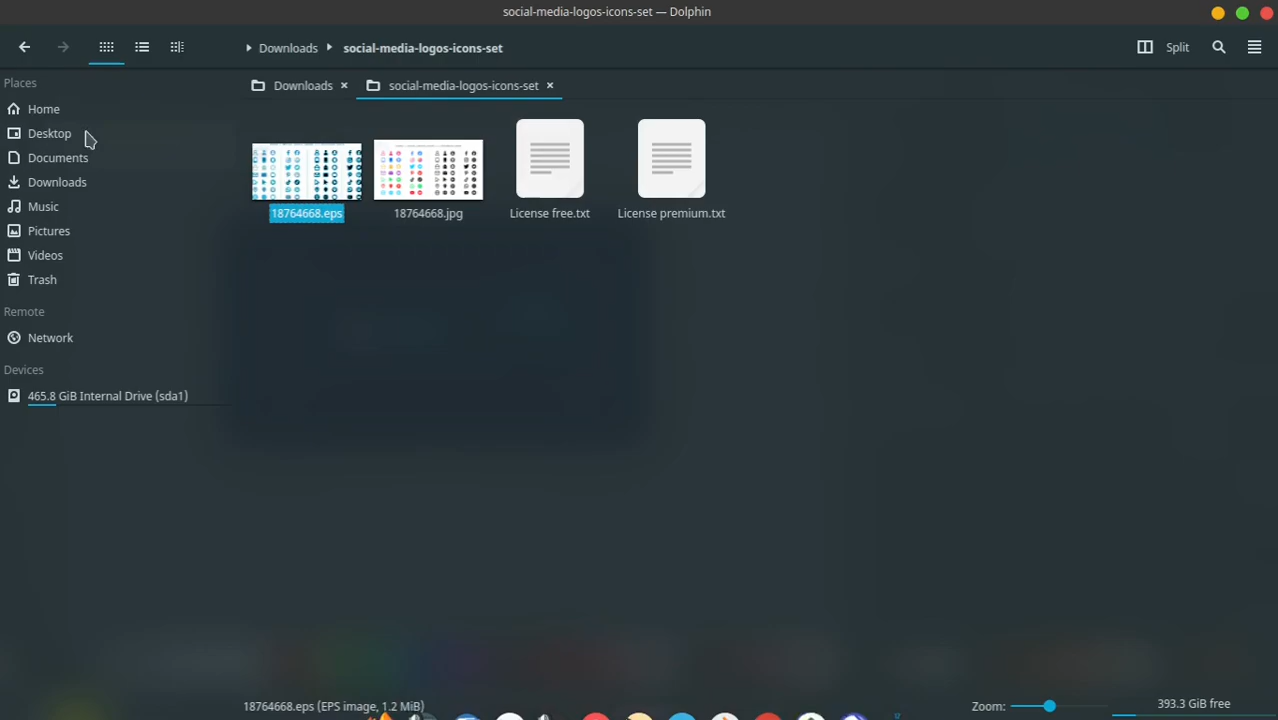 social-media-logos-icons-set — Dolphin
Downloads social-media-logos-icons-set
Split
Places
Home
Desktop
Documents
Downloads
Music
Pictures
Videos
Trash
Remote
Network
Devices
465.8 GiB Internal Drive (sda1)
Downloads
social-media-logos-icons-set
18764668.eps
18764668.jpg
License free.txt
License premium.txt
18764668.eps (EPS image, 1.2 MiB)
Zoom:
393.3 GiB free